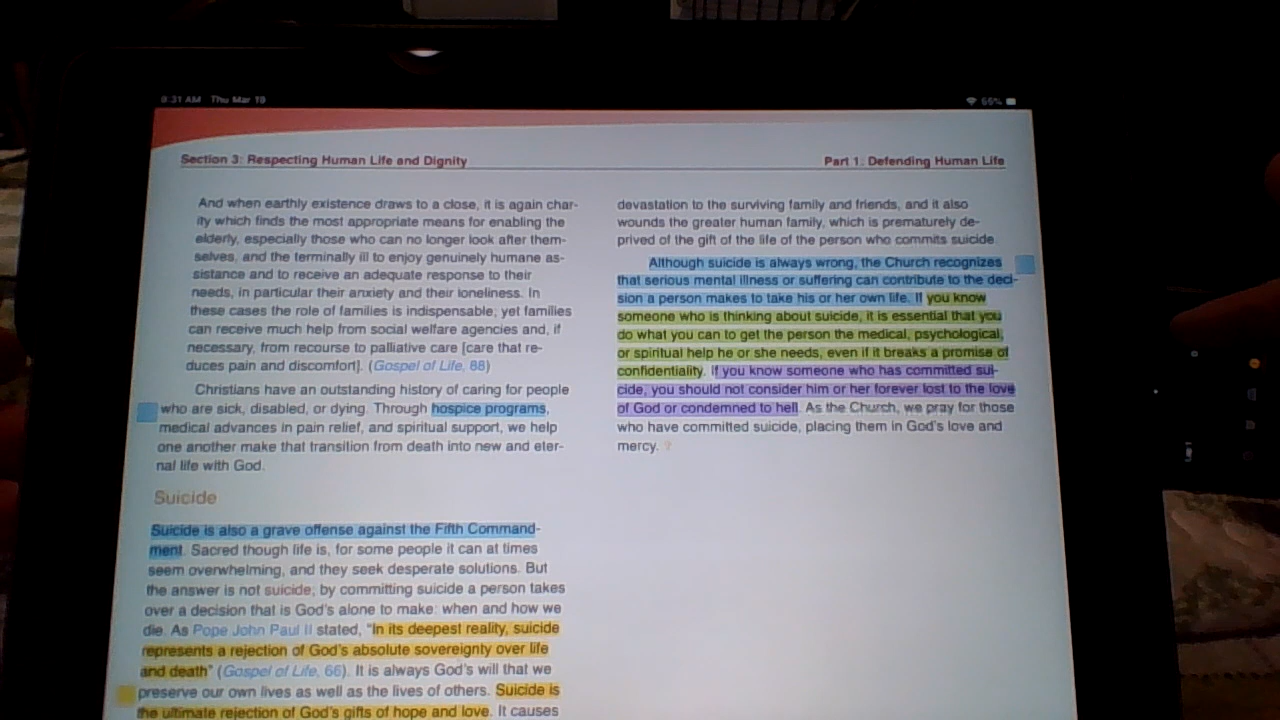 8:31 AM Thu Mar 19
66%
Section 3: Respecting Human Life and Dignity
Part 1: Defending Human Life
And when earthly existence draws to a close, it is again char-
ity which finds the most appropriate means for enabling the
elderly, especially those who can no longer look after them-
selves, and the terminally ill to enjoy genuinely humane as-
sistance and to receive an adequate response to their
needs, in particular their anxiety and their loneliness. In
these cases the role of families is indispensable; yet families
can receive much help from social welfare agencies and, if
necessary, from recourse to palliative care [care that re-
duces pain and discomfort]. (Gospel of Life, 88)
Christians have an outstanding history of caring for people
who are sick, disabled, or dying. Through hospice programs,
medical advances in pain relief, and spiritual support, we help
one another make that transition from death into new and eter-
nal life with God.
Suicide
Suicide is also a grave offense against the Fifth Command-
ment. Sacred though life is, for some people it can at times
seem overwhelming, and they seek desperate solutions. But
the answer is not suicide; by committing suicide a person takes
over a decision that is God's alone to make: when and how we
die. As Pope John Paul II stated, "In its deepest reality, suicide
represents a rejection of God's absolute sovereignty over life
and death" (Gospel of Life, 66). It is always God's will that we
preserve our own lives as well as the lives of others. Suicide is
the ultimate rejection of God's gifts of hope and love. It causes
devastation to the surviving family and friends, and it also
wounds the greater human family, which is prematurely de-
prived of the gift of the life of the person who commits suicide.
Although suicide is always wrong, the Church recognizes
that serious mental illness or suffering can contribute to the deci-
sion a person makes to take his or her own life. If you know
someone who is thinking about suicide, it is essential that you
do what you can to get the person the medical, psychological,
or spiritual help he or she needs, even if it breaks a promise of
confidentiality. If you know someone who has committed sui-
cide, you should not consider him or her forever lost to the love
of God or condemned to hell. As the Church, we pray for those
who have committed suicide, placing them in God's love and
mercy.